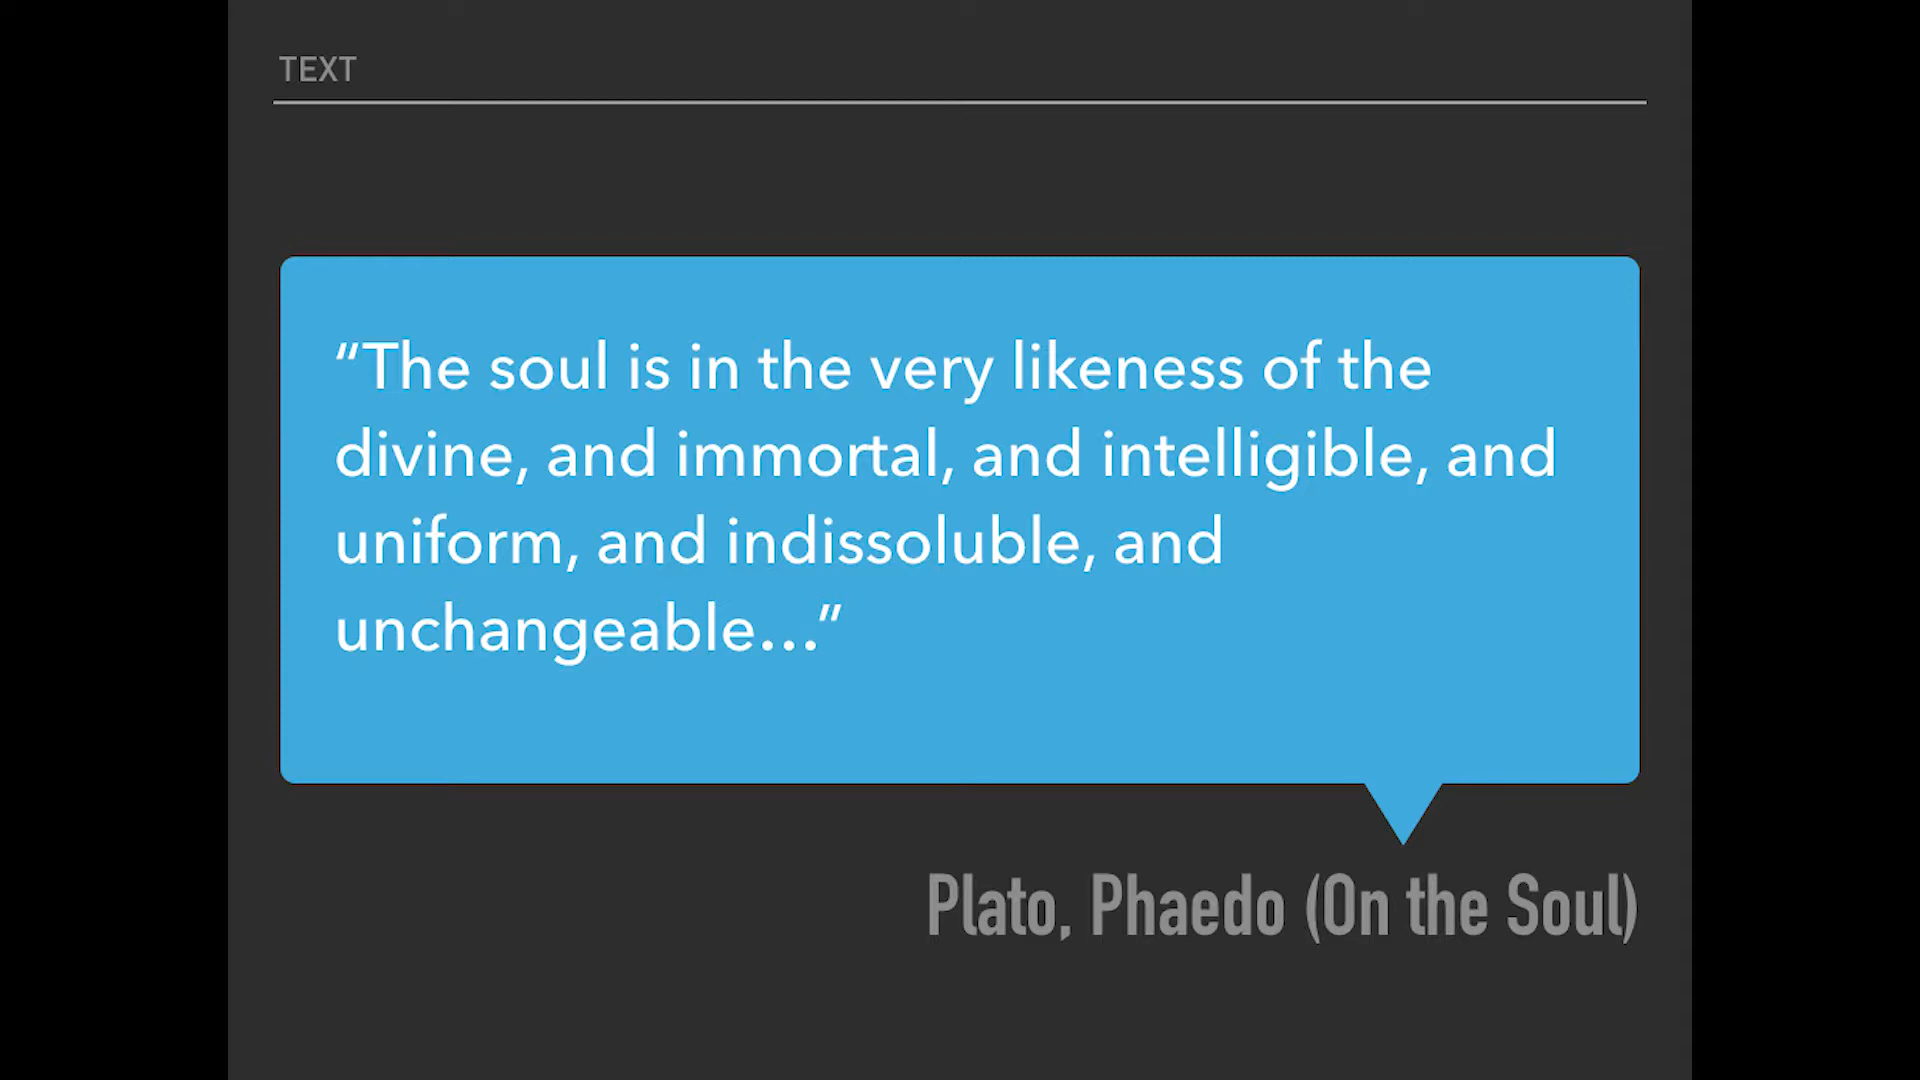 TEXT
“The soul is in the very likeness of the
divine, and immortal, and intelligible, and
uniform, and indissoluble, and
unchangeable…”
Plato, Phaedo (On the Soul)